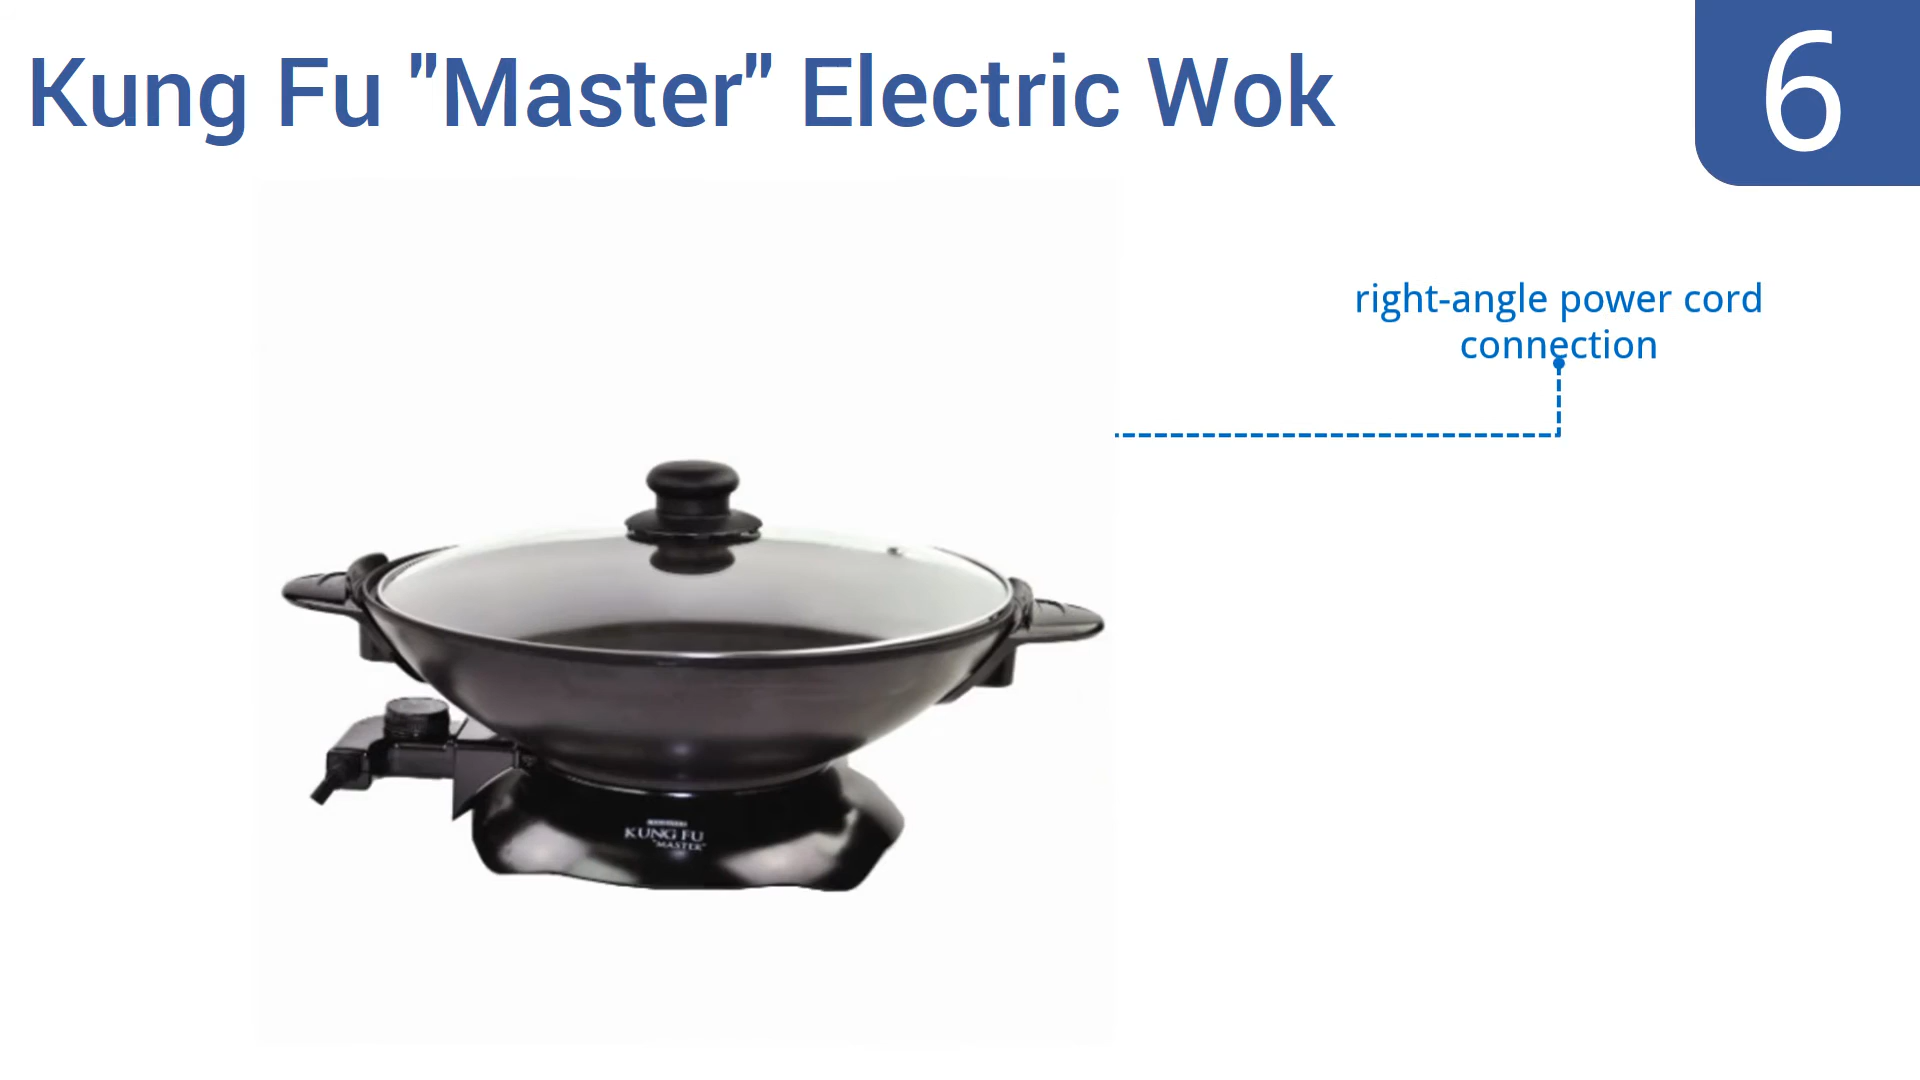 Kung Fu "Master" Electric Wok
6
right-angle power cord
connection
KUNG FU
"MASTER"